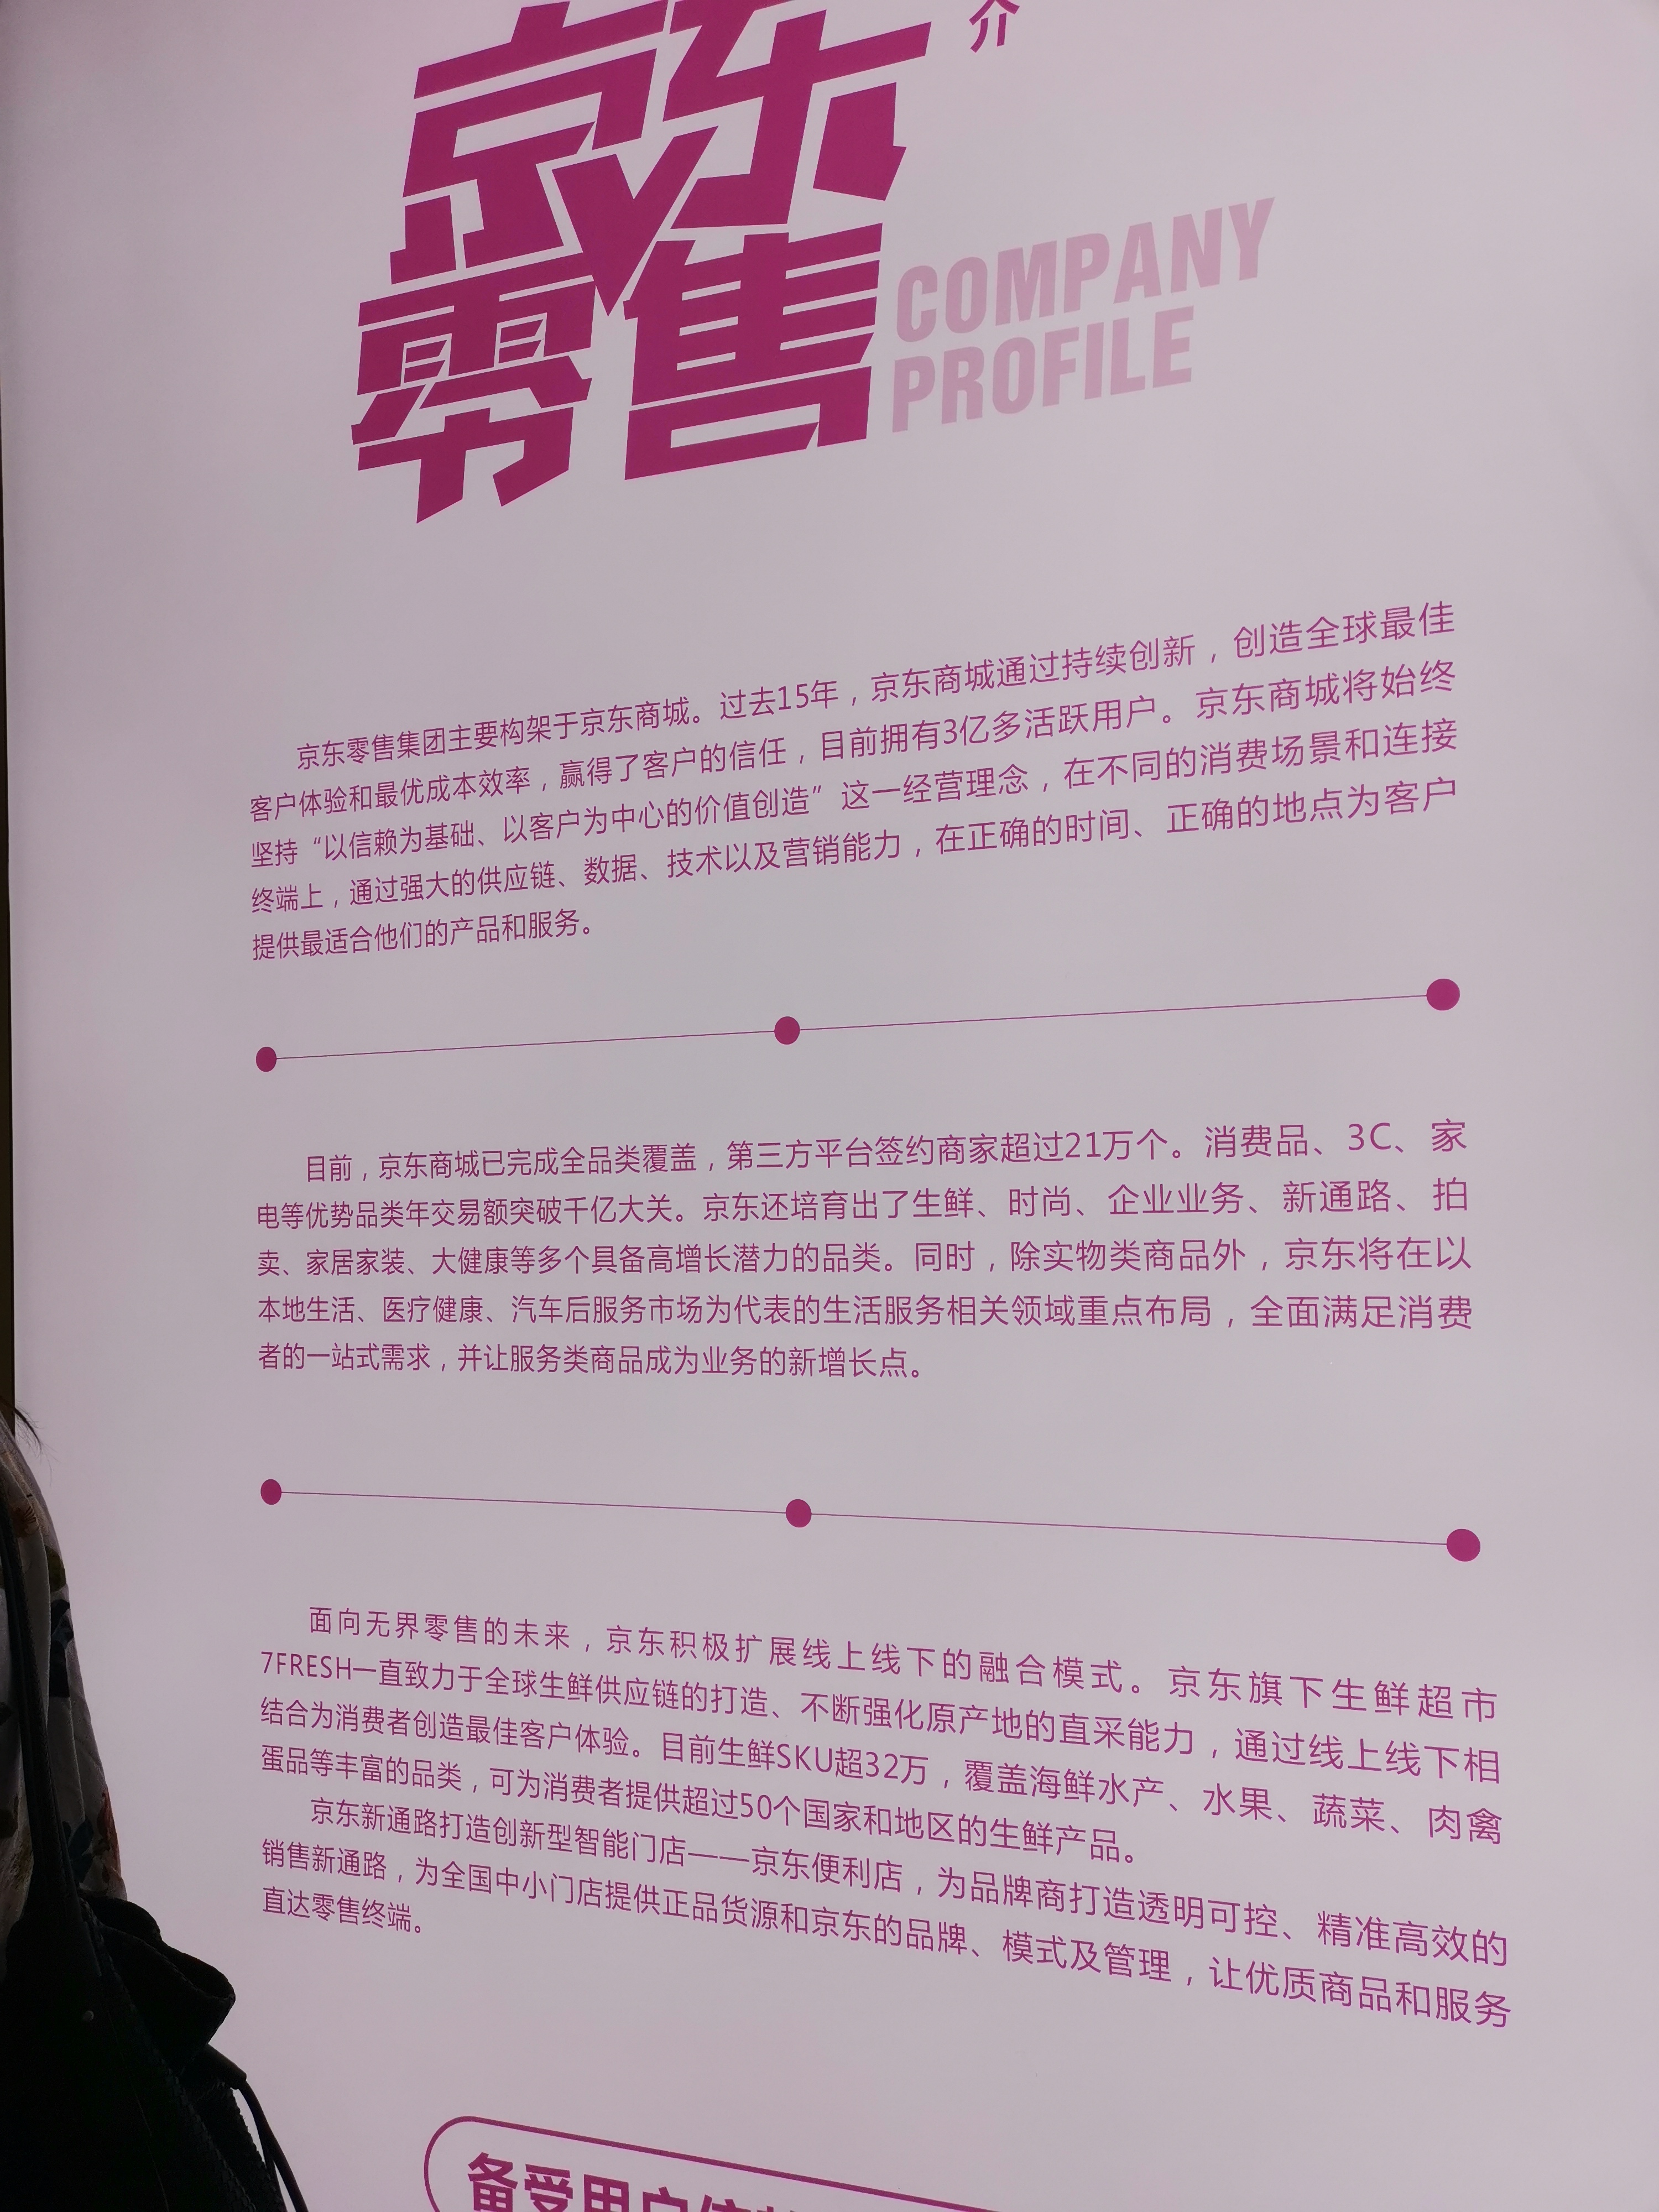 京东
介
零售
COMPANY
PROFILE
京东零售集团主要构架于京东商城。过去15年，京东商城通过持续创新，创造全球最佳
客户体验和最优成本效率，赢得了客户的信任，目前拥有3亿多活跃用户。京东商城将始终
坚持“以信赖为基础、以客户为中心的价值创造”这一经营理念，在不同的消费场景和连接
终端上，通过强大的供应链、数据、技术以及营销能力，在正确的时间、正确的地点为客户
提供最适合他们的产品和服务。
目前，京东商城已完成全品类覆盖，第三方平台签约商家超过21万个。消费品、3C、家
电等优势品类年交易额突破千亿大关。京东还培育出了生鲜、时尚、企业业务、新通路、拍
卖、家居家装、大健康等多个具备高增长潜力的品类。同时，除实物类商品外，京东将在以
本地生活、医疗健康、汽车后服务市场为代表的生活服务相关领域重点布局，全面满足消费
者的一站式需求，并让服务类商品成为业务的新增长点。
面向无界零售的未来，京东积极扩展线上线下的融合模式。京东旗下生鲜超市
7FRESH一直致力于全球生鲜供应链的打造、不断强化原产地的直采能力，通过线上线下相
结合为消费者创造最佳客户体验。目前生鲜SKU超32万，覆盖海鲜水产、水果、蔬菜、肉禽
蛋品等丰富的品类，可为消费者提供超过50个国家和地区的生鲜产品。
京东新通路打造创新型智能门店——京东便利店，为品牌商打造透明可控、精准高效的
销售新通路，为全国中小门店提供正品货源和京东的品牌、模式及管理，让优质商品和服务
直达零售终端。
备受用户信